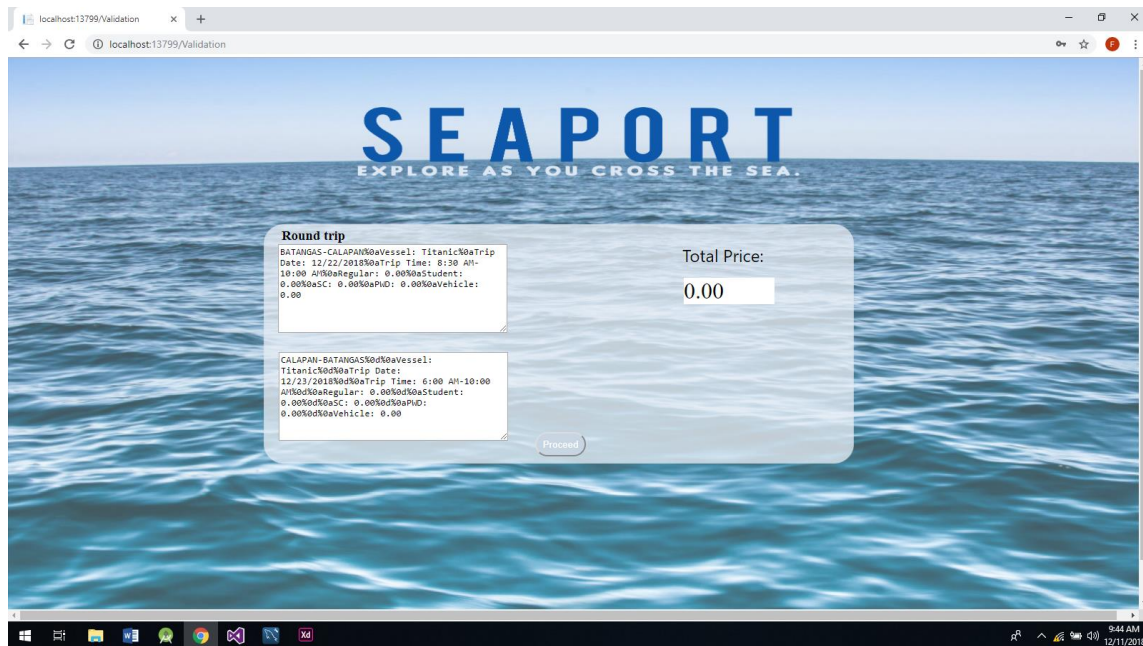 localhost:13799/Validation
localhost:13799/Validation
F
SEAPORT
EXPLORE AS YOU CROSS THE SEA.
Round trip
BATANGAS-CALAPAN%0aVessel: Titanic%0aTrip
Date: 12/22/2018%0aTrip Time: 8:30 AM-
10:00 AM%0aRegular: 0.00%0aStudent:
0.00%0aSC: 0.00%0aPWD: 0.00%0aVehicle:
0.00
Total Price:
0.00
CALAPAN-BATANGAS%0d%0aVessel:
Titanic%0d%0aTrip Date:
12/23/2018%0d%0aTrip Time: 6:00 AM-10:00
AM%0d%0aRegular: 0.00%0d%0aStudent:
0.00%0d%0aSC: 0.00%0d%0aPWD:
0.00%0d%0aVehicle: 0.00
Proceed
Xd
9:44 AM
12/11/2018